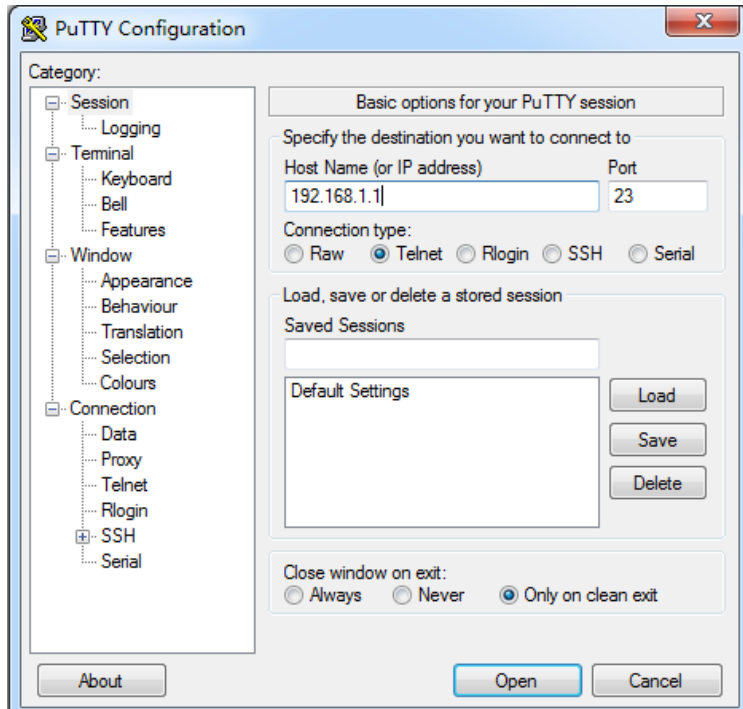 PuTTY Configuration
Category:
Session
Logging
Terminal
Keyboard
Bell
Features
Window
Appearance
Behaviour
Translation
Selection
Colours
Connection
Data
Proxy
Telnet
Rlogin
SSH
Serial
Basic options for your PuTTY session
Specify the destination you want to connect to
Host Name (or IP address) Port
192.168.1.1 23
Connection type:
Raw Telnet Rlogin SSH Serial
Load, save or delete a stored session
Saved Sessions
Default Settings
Load
Save
Delete
Close window on exit:
Always Never Only on clean exit
About Open Cancel